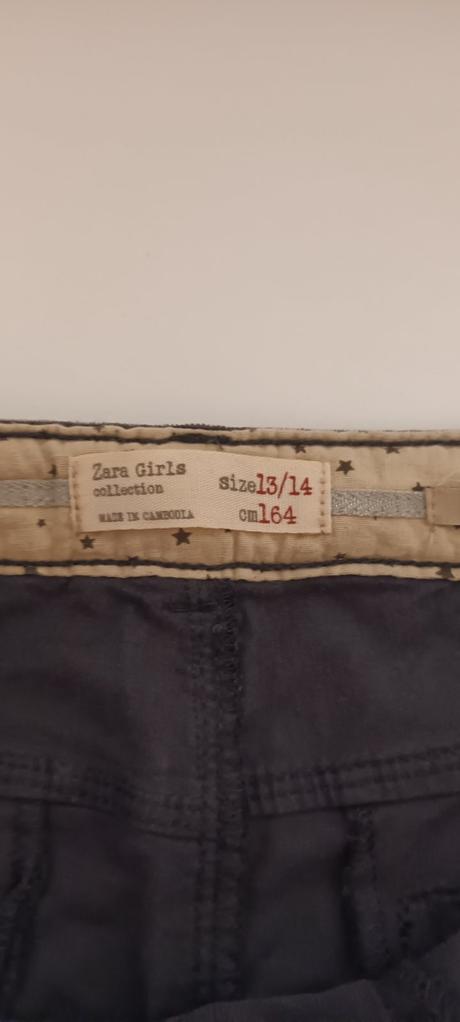 Zara Girls
collection
MADE IN CAMBODIA
size13/14
cm164